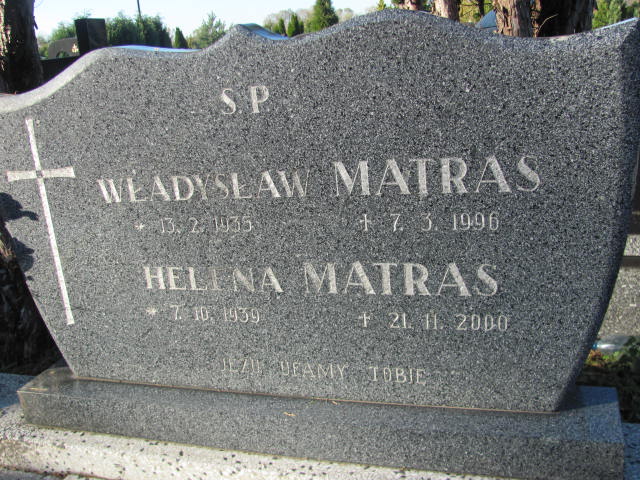 S.P
WŁADYSŁAW MATRAS
* 13. 2. 1935 † 7. 3. 1996
HELENA MATRAS
* 7. 10. 1939 † 21. 11. 2000
JEZU UFAMY TOBIE